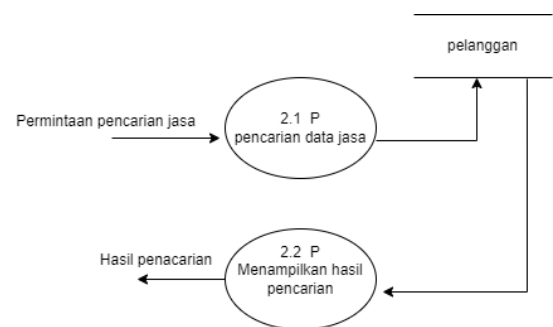 pelanggan
Permintaan pencarian jasa
2.1 P
pencarian data jasa
Hasil penacarian
2.2 P
Menampilkan hasil
pencarian